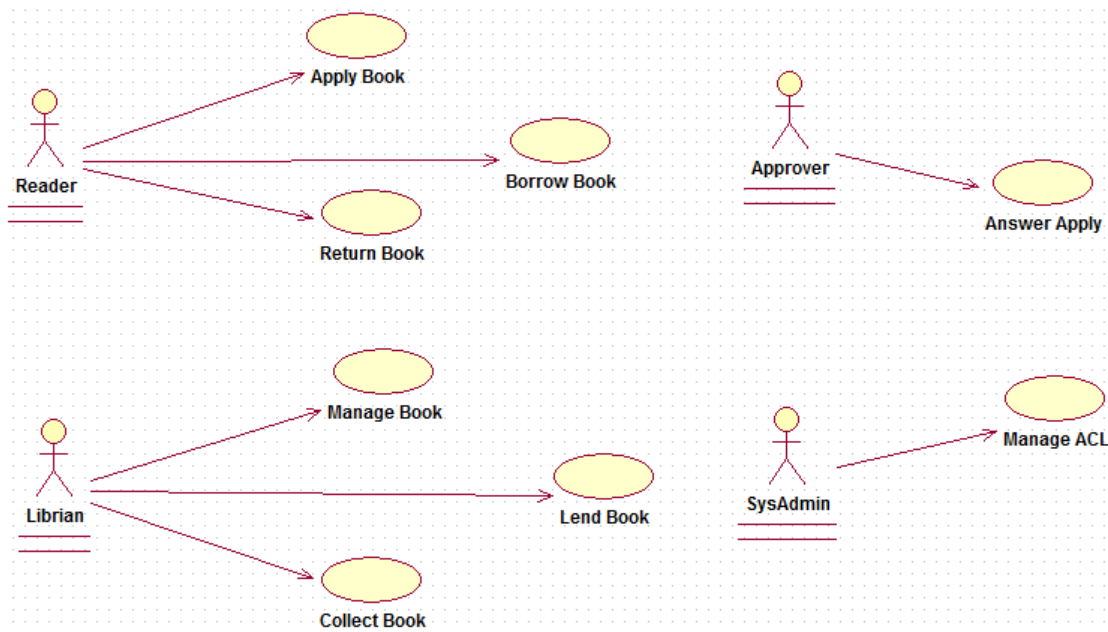 Apply Book
Reader
Borrow Book
Return Book
Approver
Answer Apply
Manage Book
Librian
Lend Book
Collect Book
Manage ACL
SysAdmin